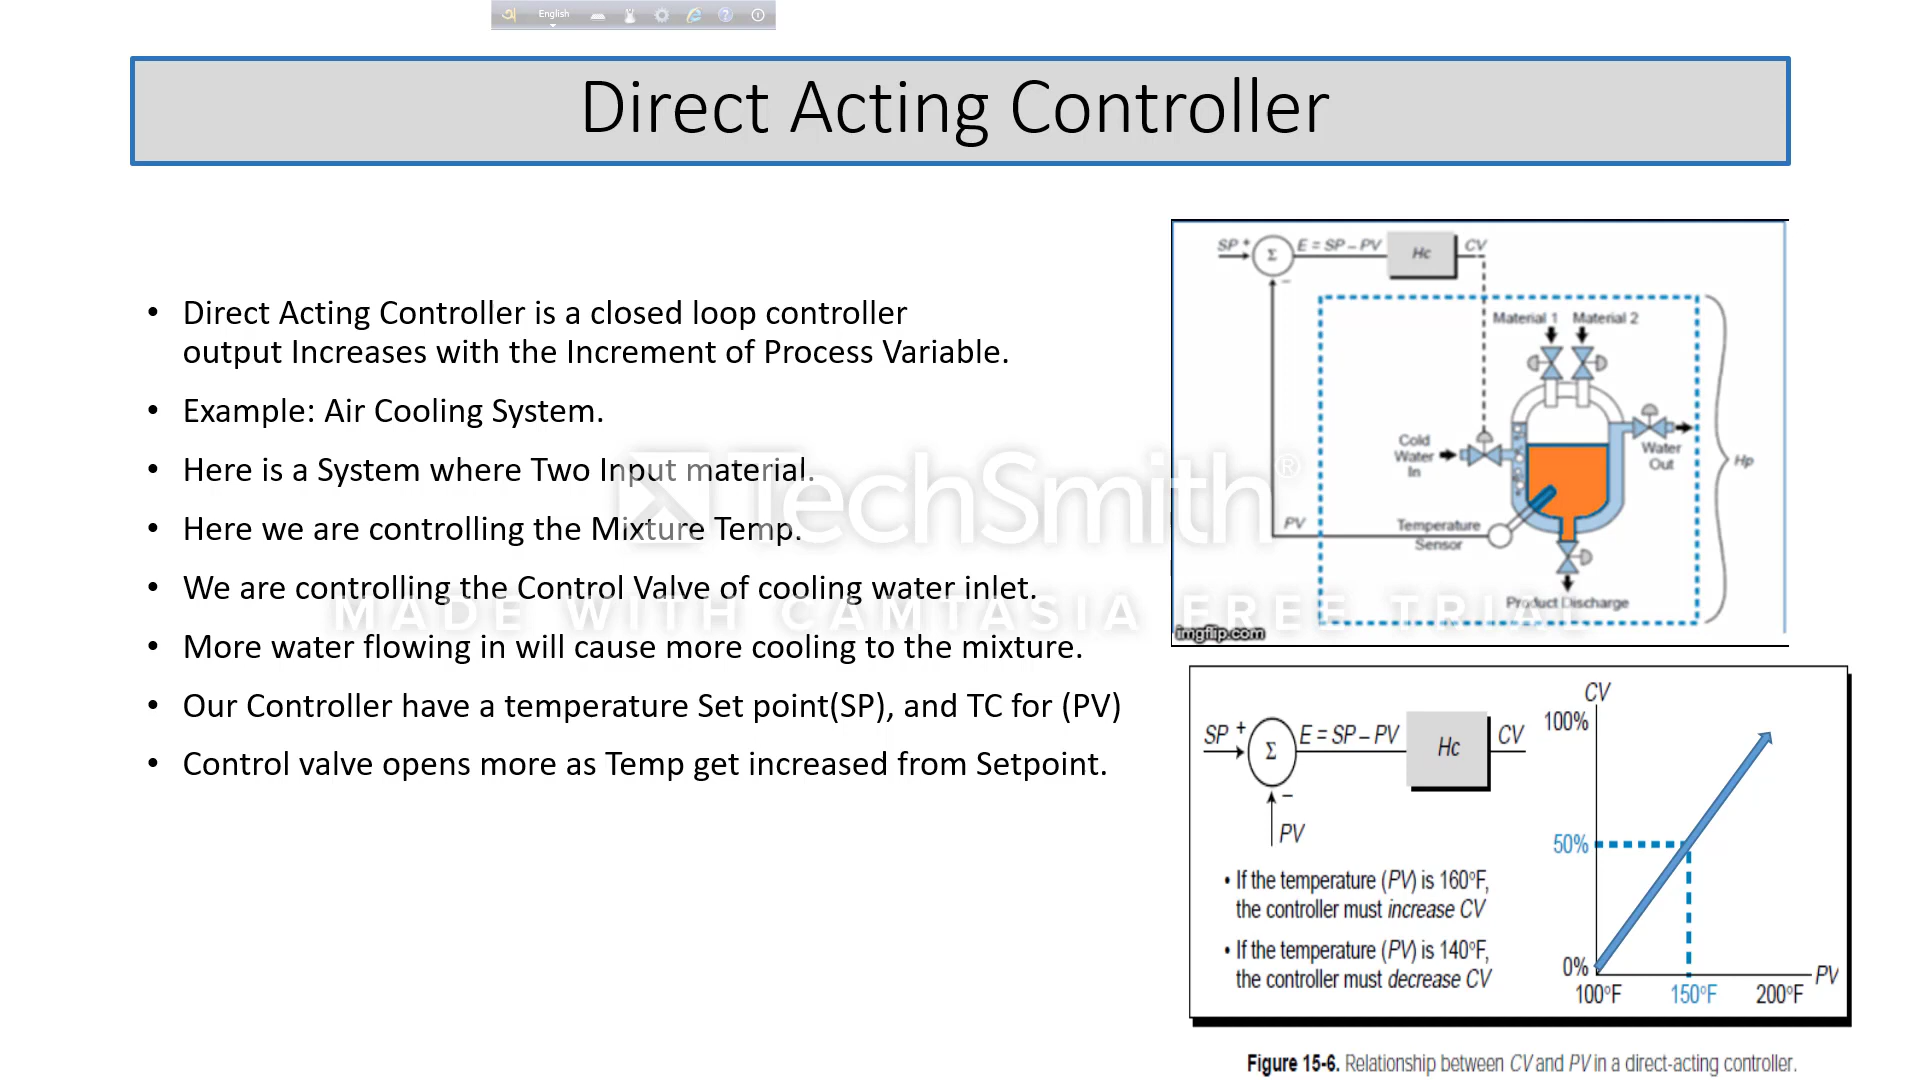 English
Direct Acting Controller
• Direct Acting Controller is a closed loop controller
output Increases with the Increment of Process Variable.
• Example: Air Cooling System.
• Here is a System where Two Input material.
• Here we are controlling the Mixture Temp.
• We are controlling the Control Valve of cooling water inlet.
• More water flowing in will cause more cooling to the mixture.
• Our Controller have a temperature Set point(SP), and TC for (PV)
• Control valve opens more as Temp get increased from Setpoint.
TechSmith®
MADE WITH CAMTASIA FREE TRIAL
SP + Σ E = SP – PV Hc CV
–
Material 1 Material 2
Cold
Water
In
Water
Out
Hp
PV
Temperature
Sensor
Product Discharge
imgflip.com
SP + Σ E = SP – PV Hc CV
–
PV
• If the temperature (PV) is 160°F,
the controller must increase CV
• If the temperature (PV) is 140°F,
the controller must decrease CV
CV
100%
50%
0%
PV
100°F 150°F 200°F
Figure 15-6. Relationship between CV and PV in a direct-acting controller.